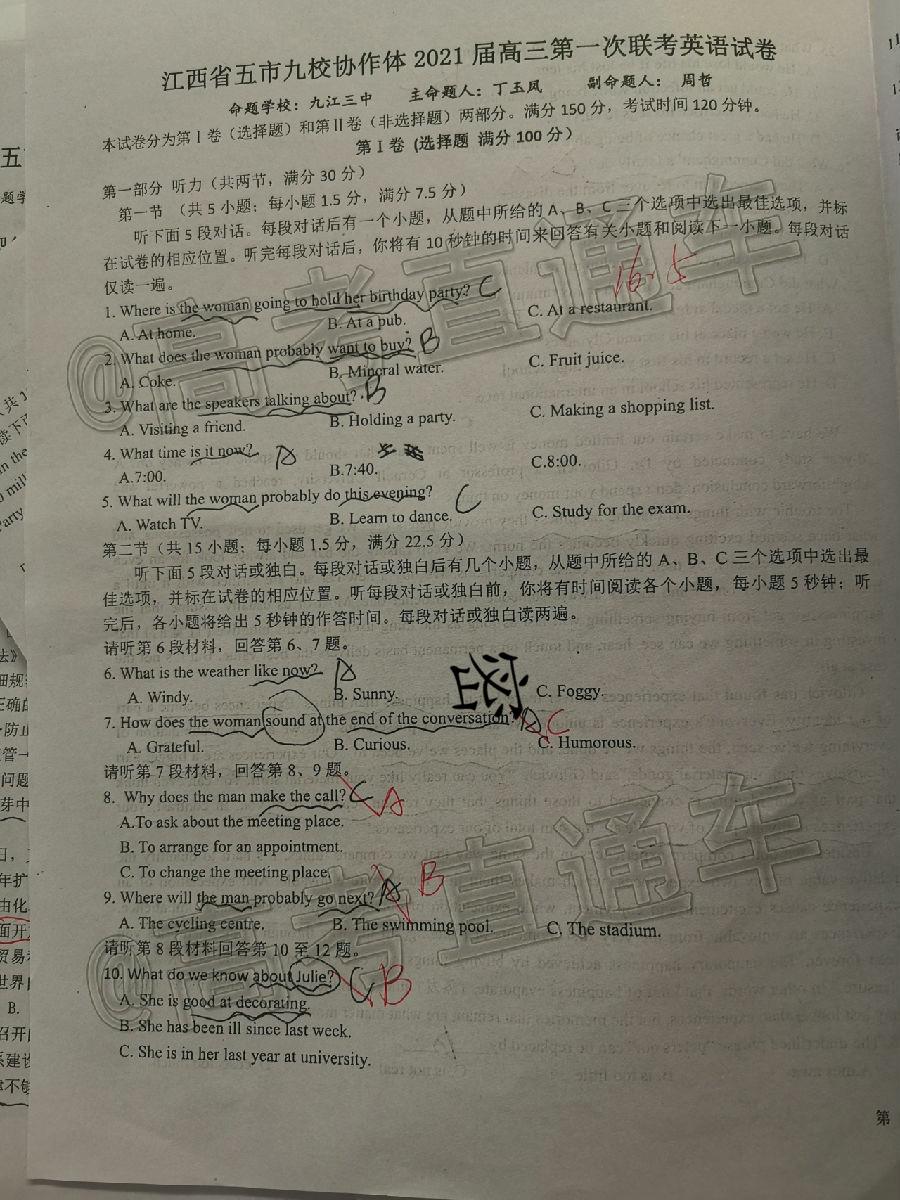 江西省五市九校协作体 2021 届高三第一次联考英语试卷
命题学校：九江三中 主命题人：丁玉凤 副命题人： 周哲
本试卷分为第Ⅰ卷（选择题）和第Ⅱ卷（非选择题）两部分。满分 150 分，考试时间 120 分钟。
第Ⅰ卷 (选择题 满分 100 分)
第一部分 听力（共两节，满分 30 分）
第一节 （共 5 小题；每小题 1.5 分，满分 7.5 分）
听下面 5 段对话。每段对话后有一个小题，从题中所给的 A、B、C 三个选项中选出最佳选项，并标
在试卷的相应位置。听完每段对话后，你将有 10 秒钟的时间来回答有关小题和阅读下一小题。每段对话
仅读一遍。
16.5
1. Where is the woman going to hold her birthday party? C
A. At home. B. At a pub. C. At a restaurant.
2. What does the woman probably want to buy? B
A. Coke. B. Mineral water. C. Fruit juice.
3. What are the speakers talking about? B
A. Visiting a friend. B. Holding a party. C. Making a shopping list.
4. What time is it now? A
A.7:00. B.7:40. C.8:00.
5. What will the woman probably do this evening? C
A. Watch TV. B. Learn to dance. C. Study for the exam.
第二节（共 15 小题；每小题 1.5 分，满分 22.5 分）
听下面 5 段对话或独白。每段对话或独白后有几个小题，从题中所给的 A、B、C 三个选项中选出最
佳选项，并标在试卷的相应位置。听每段对话或独白前，你将有时间阅读各个小题，每小题 5 秒钟；听
完后，各小题将给出 5 秒钟的作答时间。每段对话或独白读两遍。
请听第 6 段材料，回答第 6、7 题。
6. What is the weather like now? A
A. Windy. B. Sunny. C. Foggy.
密
7. How does the woman sound at the end of the conversation? A C
A. Grateful. B. Curious. C. Humorous.
请听第 7 段材料，回答第 8、9 题。
8. Why does the man make the call? C A
A.To ask about the meeting place.
B. To arrange for an appointment.
C. To change the meeting place.
9. Where will the man probably go next? A B
A. The cycling centre. B. The swimming pool. C. The stadium.
请听第 8 段材料回答第 10 至 12 题。
10. What do we know about Julie? C B
A. She is good at decorating.
B. She has been ill since last week.
C. She is in her last year at university.
第
@高考直通车
@高考直通车